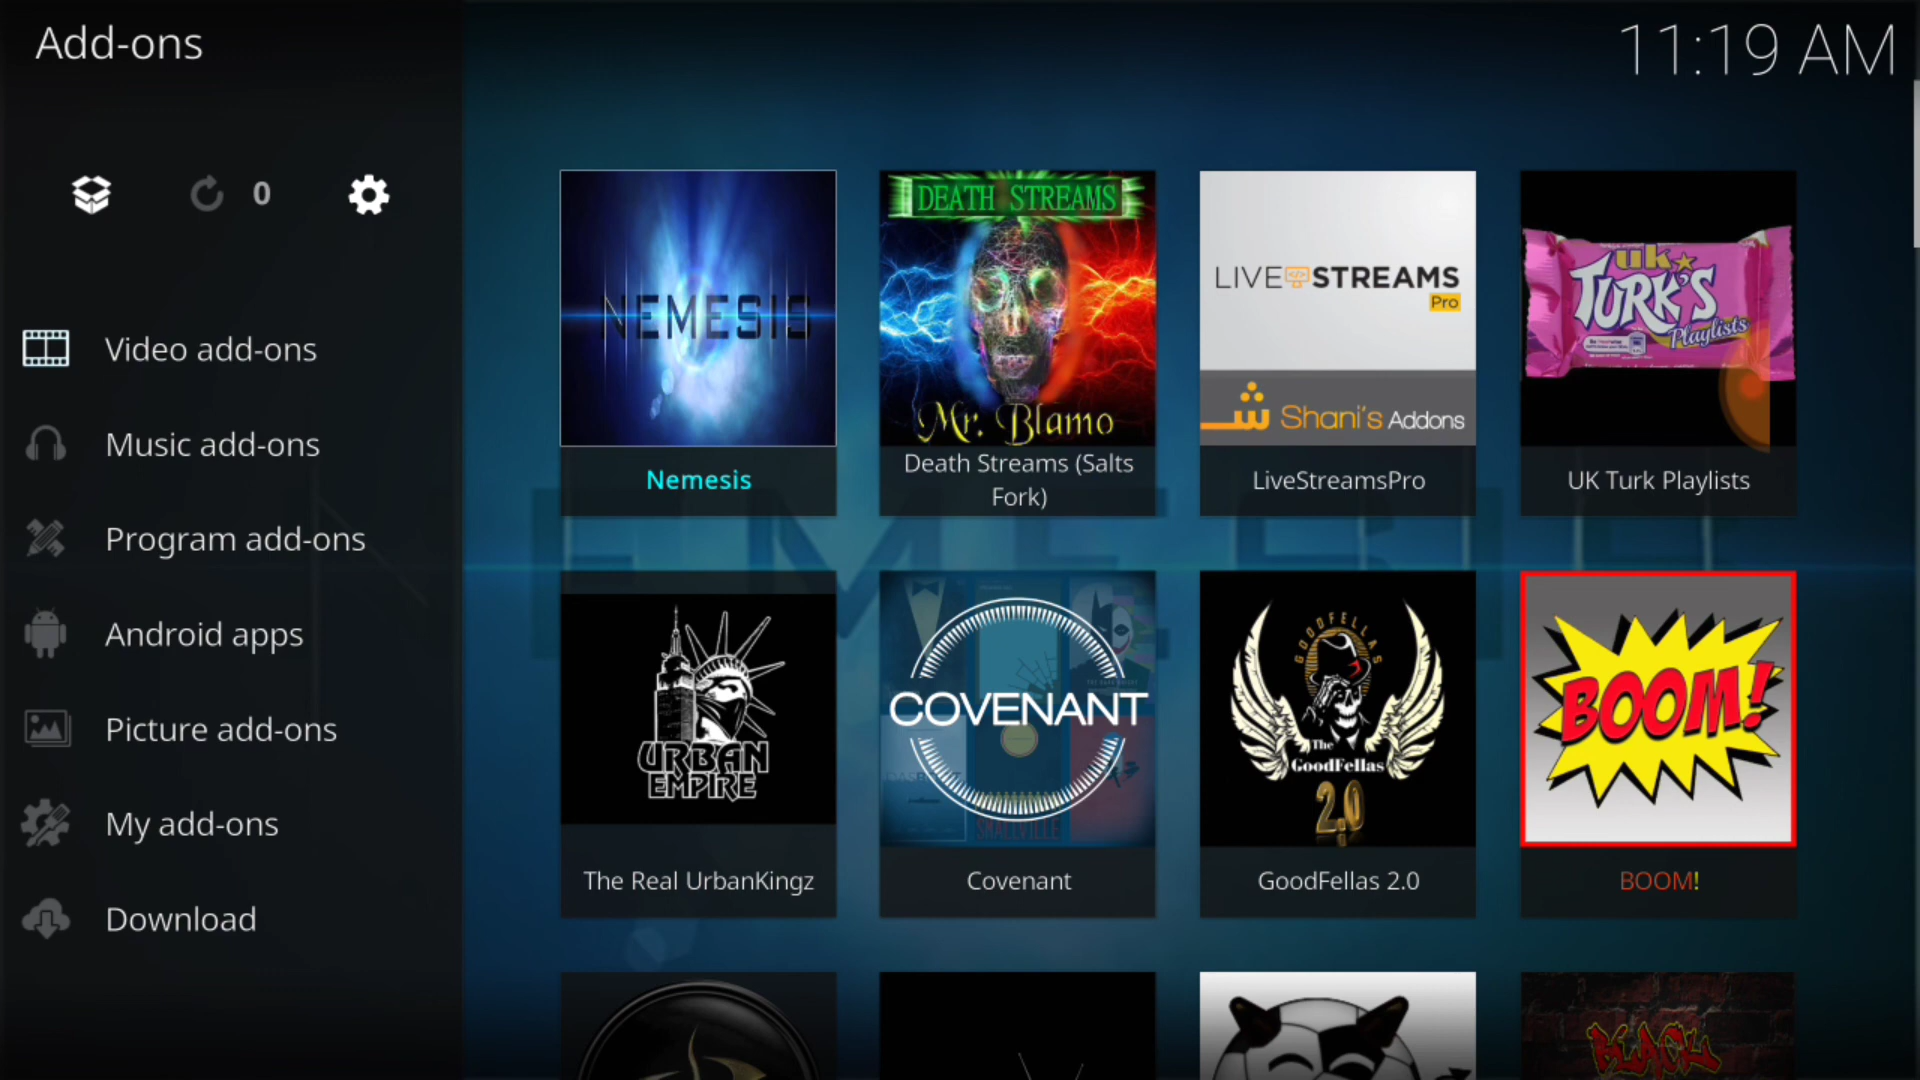 Add-ons
11:19 AM
0
Video add-ons
Music add-ons
Program add-ons
Android apps
Picture add-ons
My add-ons
Download
NEMESIS
Nemesis
DEATH STREAMS
Mr. Blamo
Death Streams (Salts
Fork)
LIVE STREAMS
Pro
شـ
Shani's Addons
LiveStreamsPro
uk
TURK'S
Playlists
UK Turk Playlists
URBAN
EMPIRE
The Real UrbanKingz
COVENANT
SMALLVILLE
Covenant
GOODFELLAS
The
GoodFellas
2.0
GoodFellas 2.0
BOOM!
BOOM!
BLACK